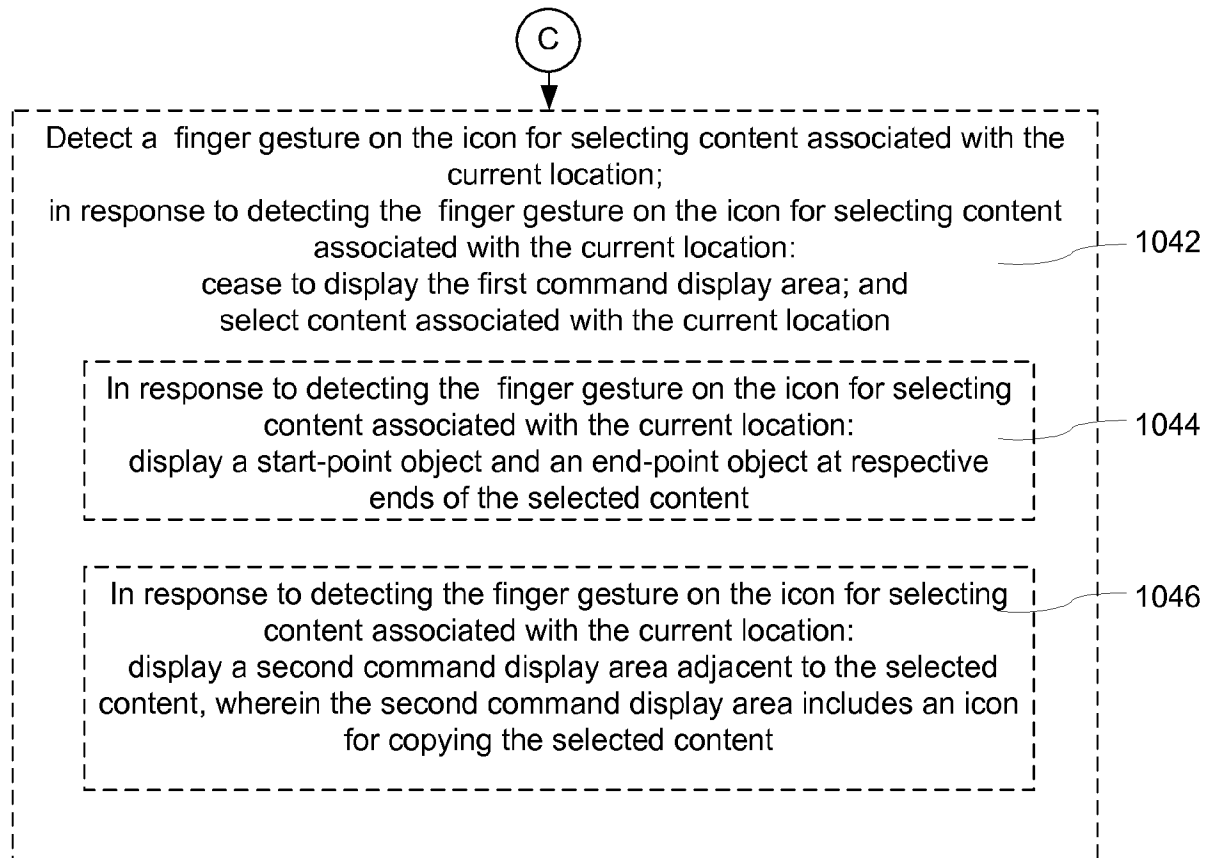 C
Detect a  finger gesture on the icon for selecting content associated with the
current location;
in response to detecting the  finger gesture on the icon for selecting content
associated with the current location:
cease to display the first command display area; and
select content associated with the current location
1042
In response to detecting the  finger gesture on the icon for selecting
content associated with the current location:
display a start-point object and an end-point object at respective
ends of the selected content
1044
In response to detecting the finger gesture on the icon for selecting
content associated with the current location:
display a second command display area adjacent to the selected
content, wherein the second command display area includes an icon
for copying the selected content
1046